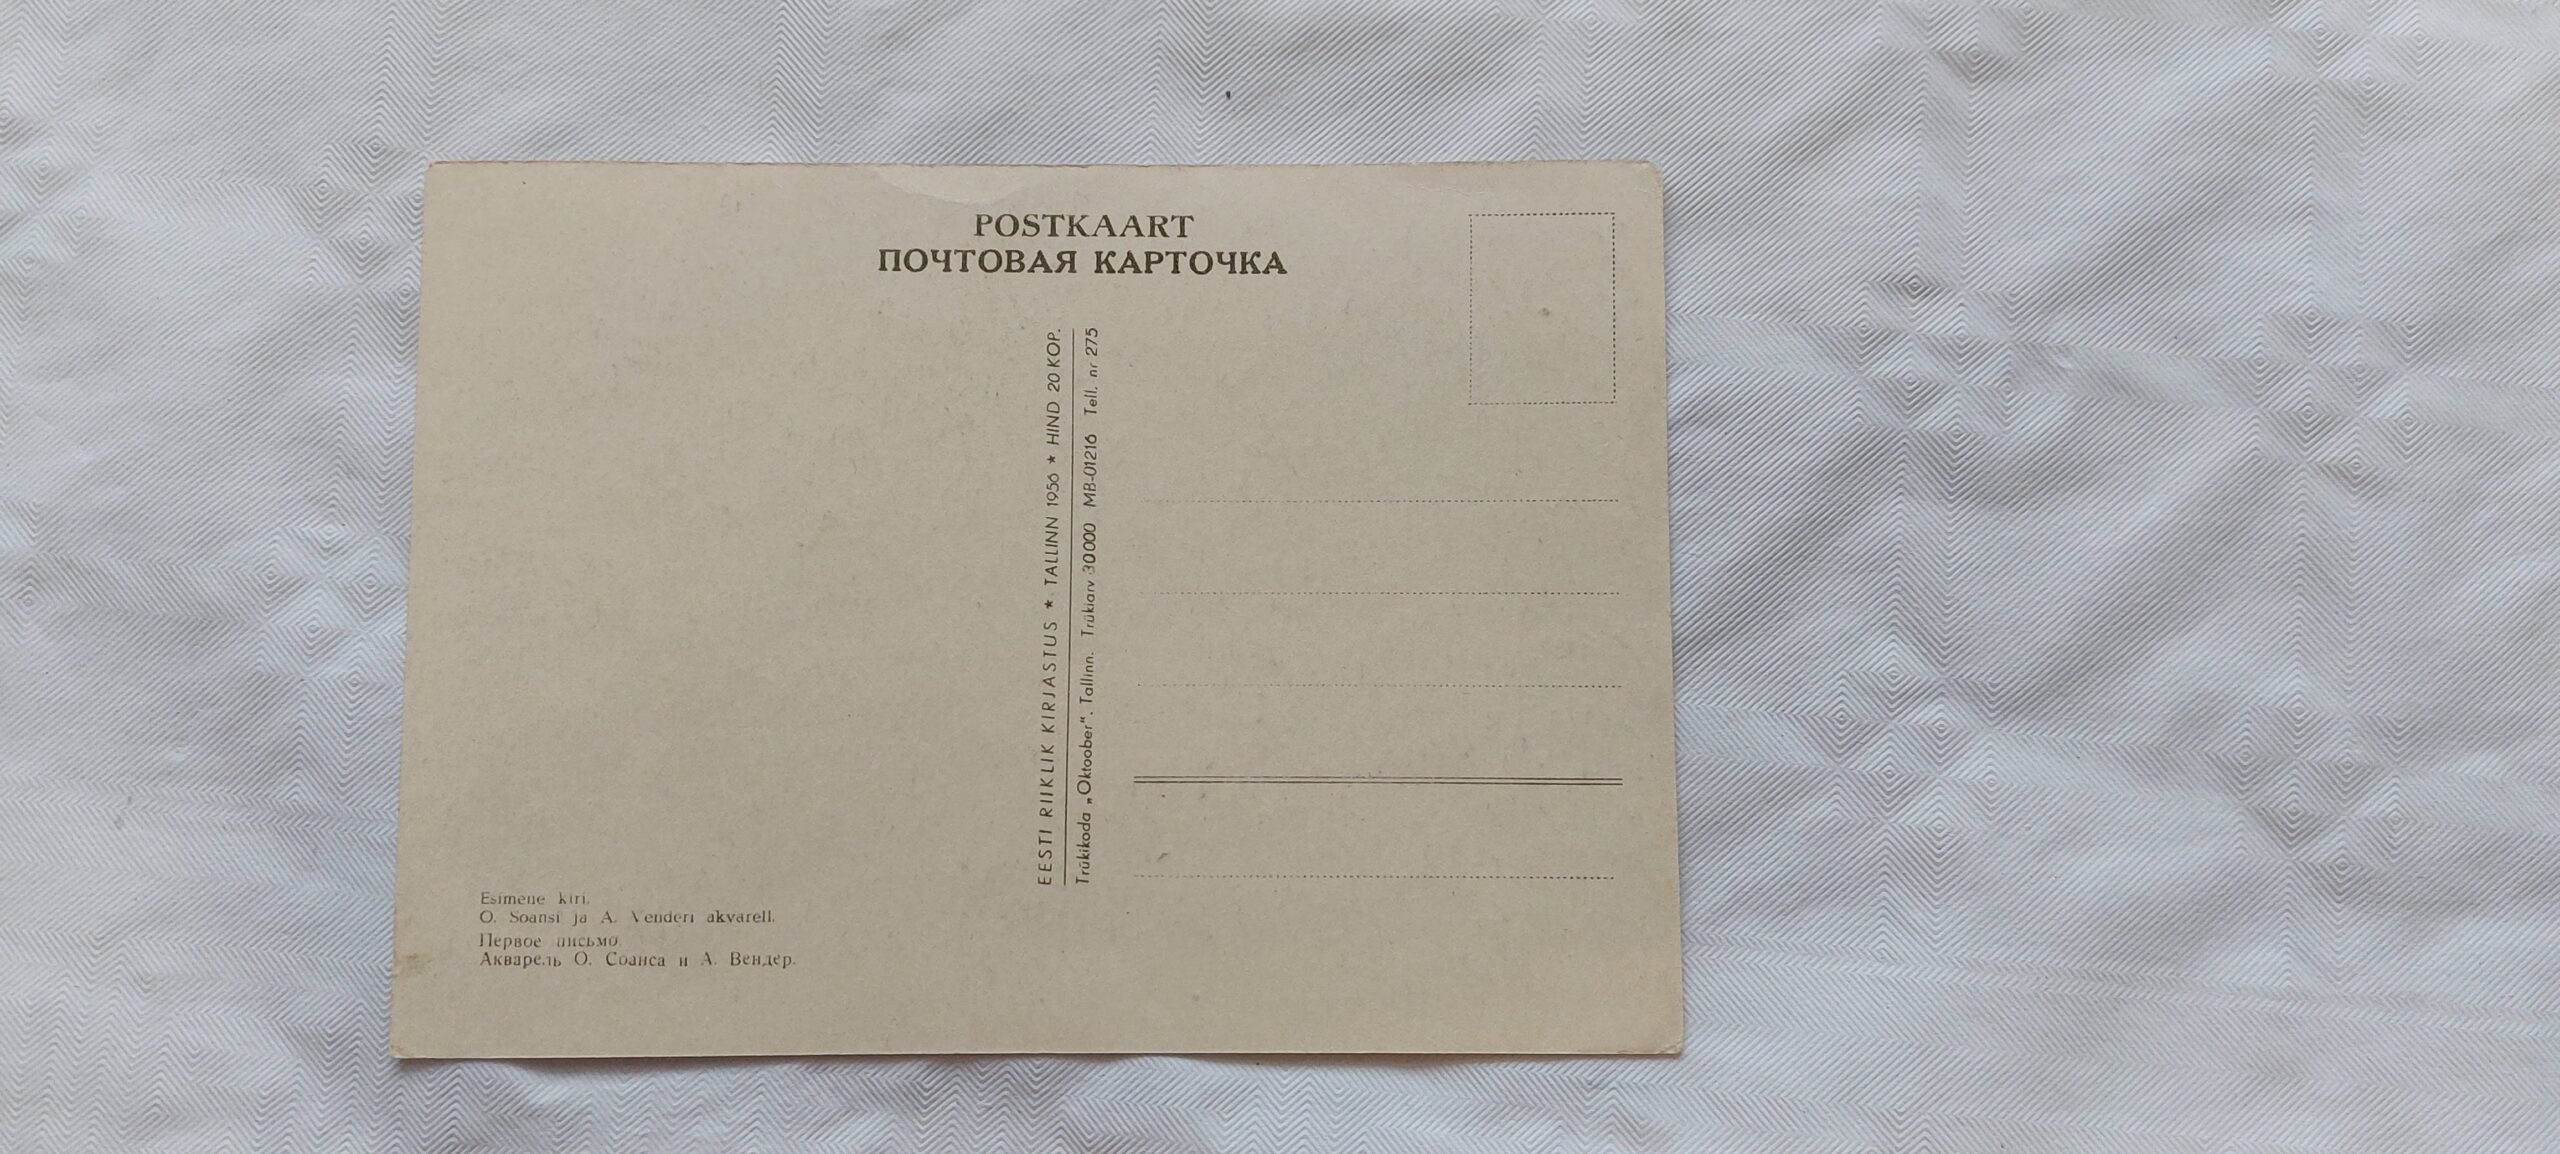 POSTKAART
ПОЧТОВАЯ КАРТОЧКА
EESTI RIIKLIK KIRJASTUS ★ TALLINN 1956 ★ HIND 20 KOP.
Trükikoda „Oktoober“. Tallinn. Trükiarv 30000 MB-01216 Tell. nr 275
Esimene kiri.
O. Soansi ja A. Venderi akvarell.
Первое письмо.
Акварель О. Соанса и А. Вендер.